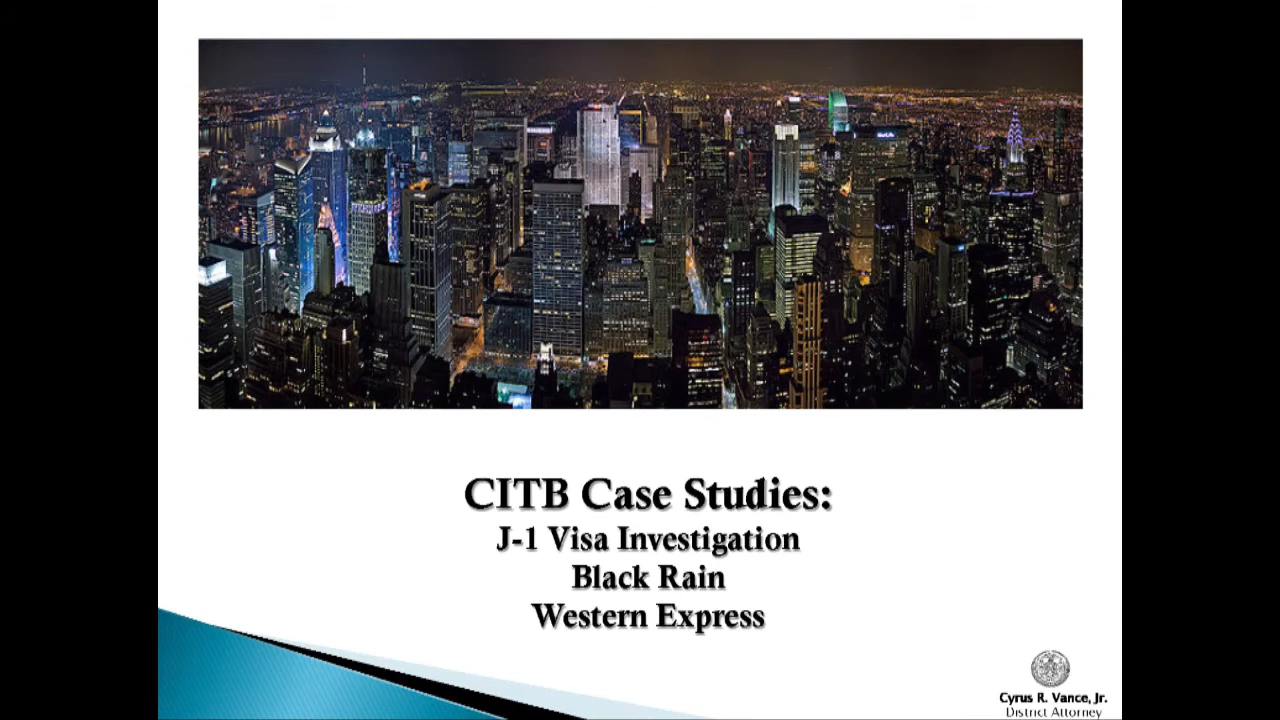 CITB Case Studies:
J-1 Visa Investigation
Black Rain
Western Express
Cyrus R. Vance, Jr.
District Attorney